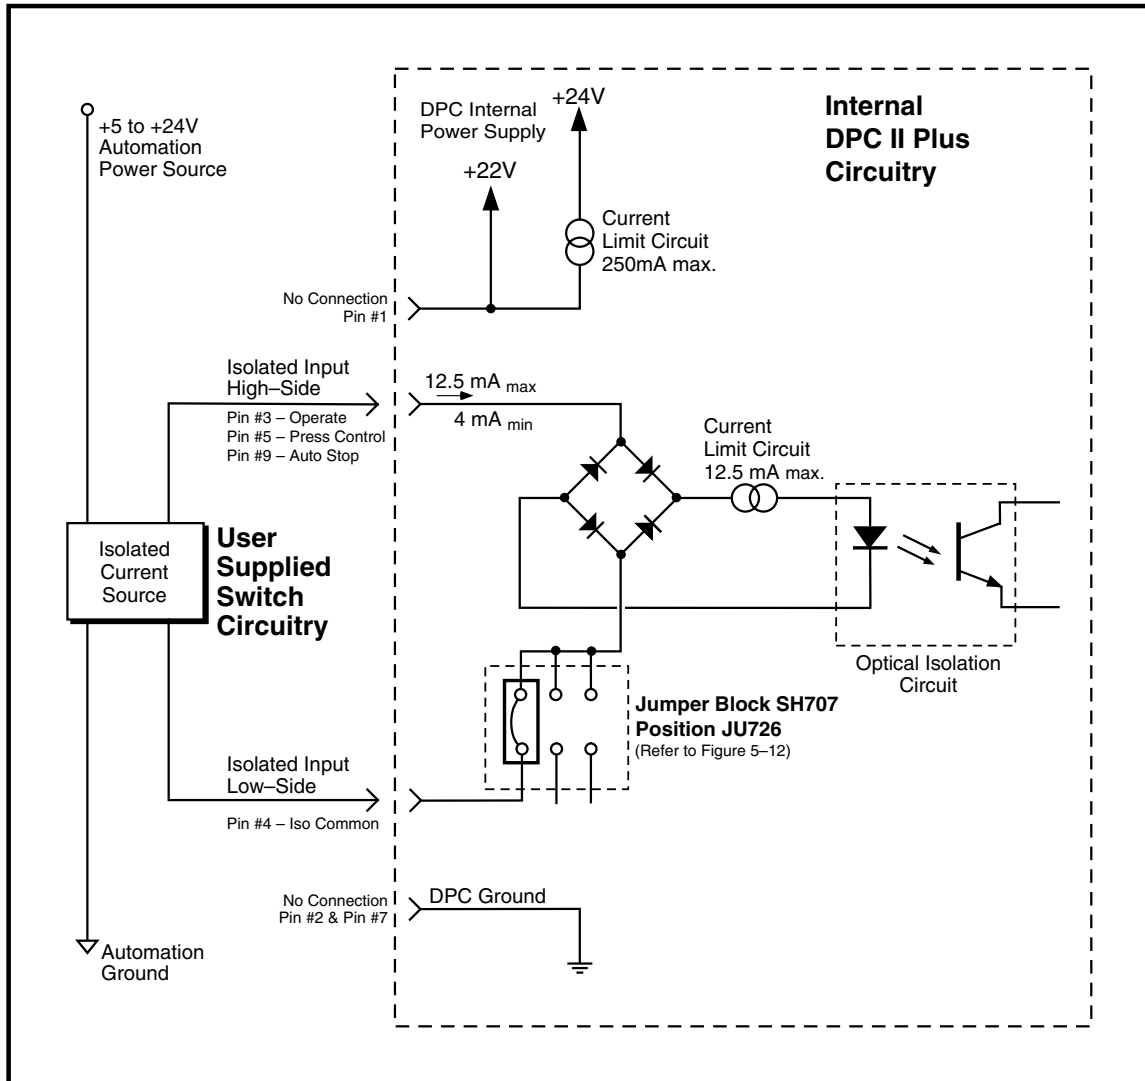 +5 to +24V
Automation
Power Source
DPC Internal
Power Supply
+24V
+22V
Internal
DPC II Plus
Circuitry
Current
Limit Circuit
250mA max.
No Connection
Pin #1
Isolated Input
High–Side
Pin #3 – Operate
Pin #5 – Press Control
Pin #9 – Auto Stop
12.5 mA max
4 mA min
Current
Limit Circuit
12.5 mA max.
Isolated
Current
Source
User
Supplied
Switch
Circuitry
Optical Isolation
Circuit
Jumper Block SH707
Position JU726
(Refer to Figure 5–12)
Isolated Input
Low–Side
Pin #4 – Iso Common
No Connection
Pin #2 & Pin #7
DPC Ground
Automation
Ground